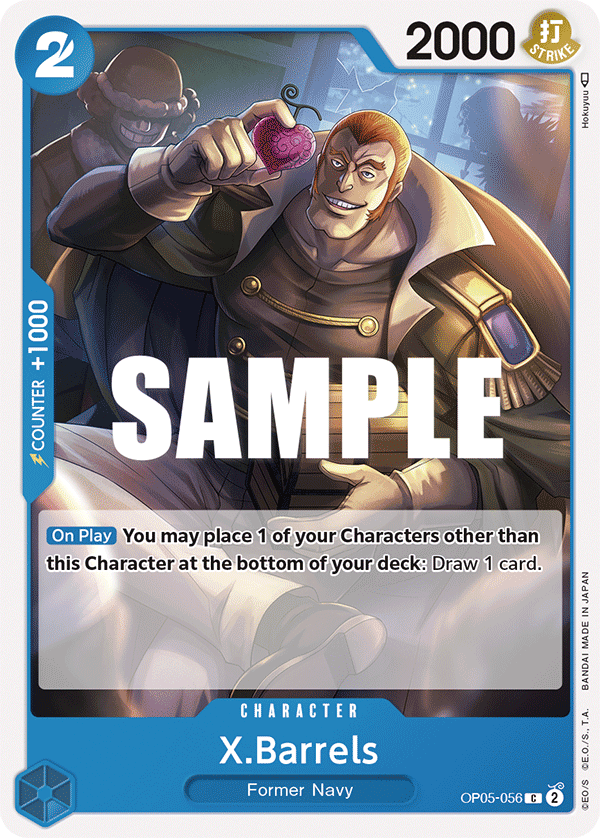 2
2000
打
STRIKE
Hokuyuu
COUNTER +1000
SAMPLE
On Play You may place 1 of your Characters other than
this Character at the bottom of your deck: Draw 1 card.
BANDAI MADE IN JAPAN
©EO/S ©E.O./S., T.A.
CHARACTER
X.Barrels
Former Navy
OP05-056 C 2